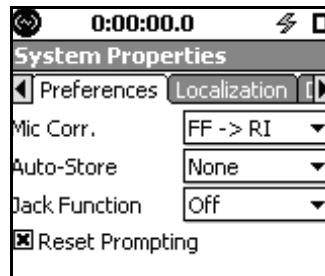 0:00:00.0
System Properties
Preferences Localization
Mic Corr. FF -> RI
Auto-Store None
Jack Function Off
Reset Prompting